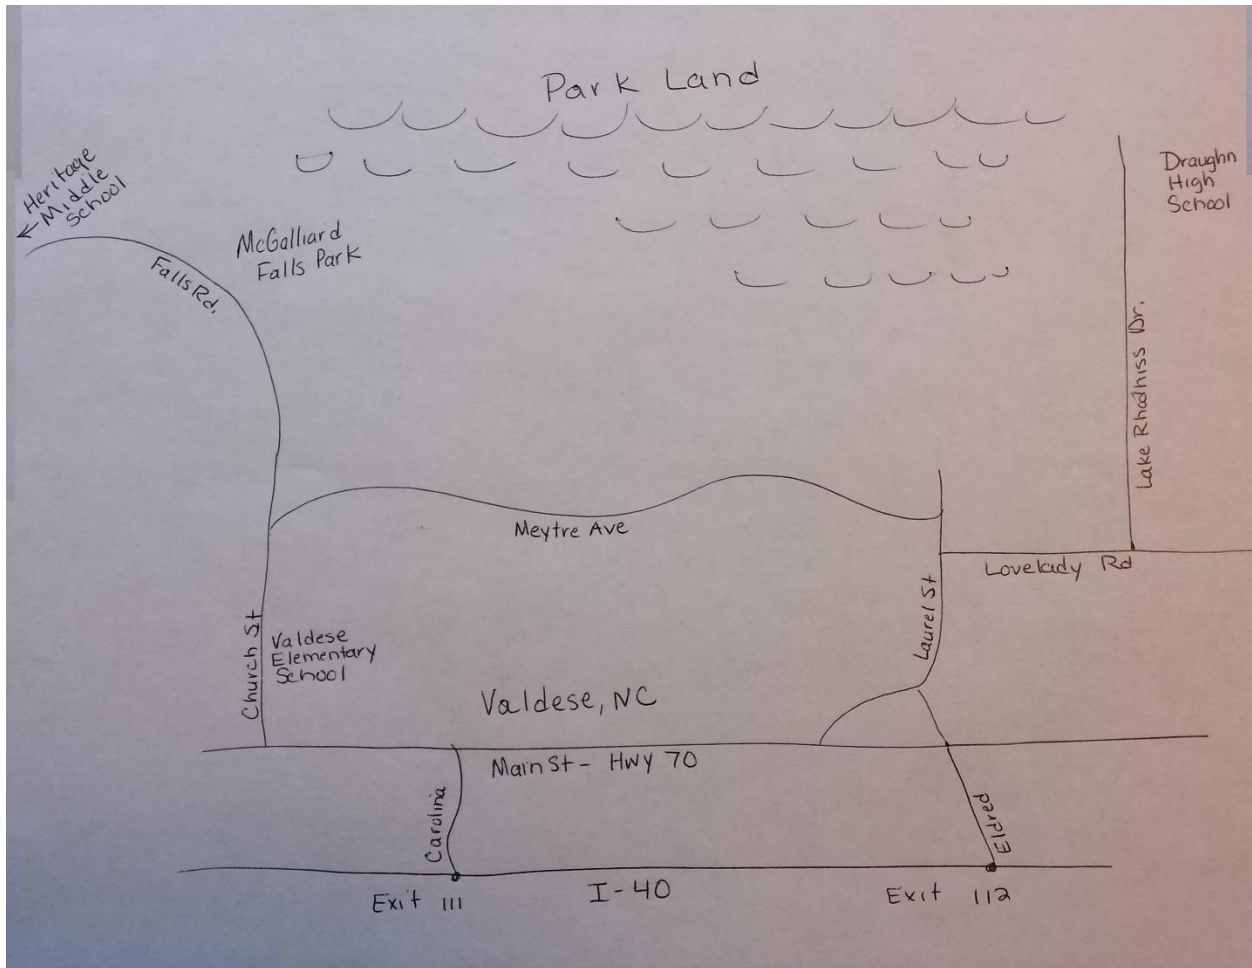 Park Land
Heritage
Middle
School
Draughn
High
School
McGalliard
Falls Park
Falls Rd.
Lake Rhodhiss Dr.
Meytre Ave
Lovelady Rd
Laurel St
Church St
Valdese
Elementary
School
Valdese, NC
Main St - Hwy 70
Carolina
Eldred
Exit 111
I-40
Exit 112